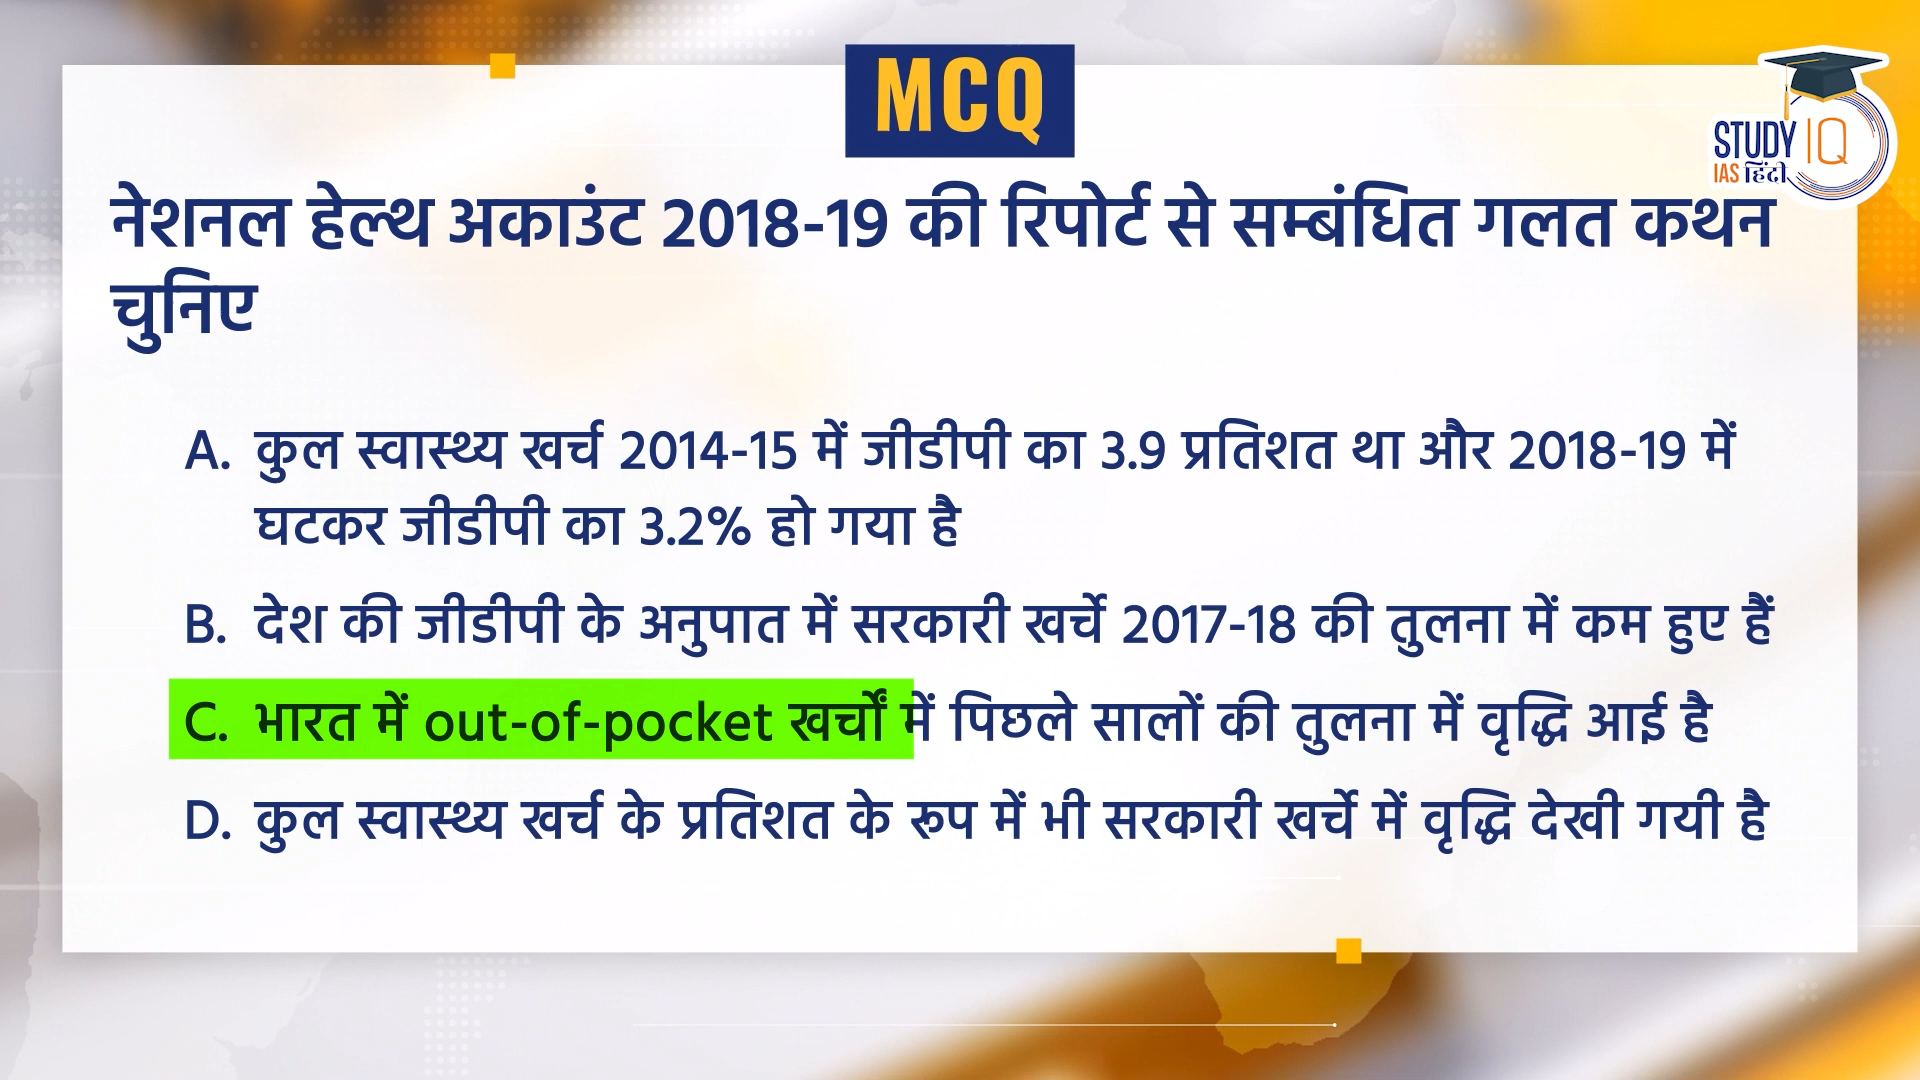 MCQ
STUDY IQ
IAS हिंदी
नेशनल हेल्थ अकाउंट 2018-19 की रिपोर्ट से सम्बंधित गलत कथन
चुनिए
A. कुल स्वास्थ्य खर्च 2014-15 में जीडीपी का 3.9 प्रतिशत था और 2018-19 में
घटकर जीडीपी का 3.2% हो गया है
B. देश की जीडीपी के अनुपात में सरकारी खर्चे 2017-18 की तुलना में कम हुए हैं
C. भारत में out-of-pocket खर्चों में पिछले सालों की तुलना में वृद्धि आई है
D. कुल स्वास्थ्य खर्च के प्रतिशत के रूप में भी सरकारी खर्चे में वृद्धि देखी गयी है